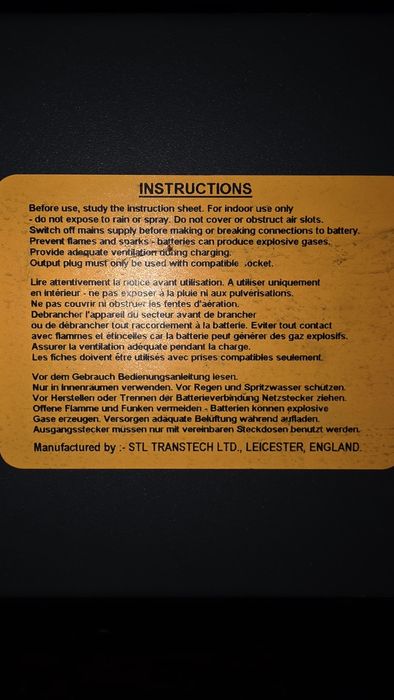 INSTRUCTIONS
Before use, study the instruction sheet. For indoor use only
- do not expose to rain or spray. Do not cover or obstruct air slots.
Switch off mains supply before making or breaking connections to battery.
Prevent flames and sparks - batteries can produce explosive gases.
Provide adequate ventilation during charging.
Output plug must only be used with compatible .ocket.
Lire attentivement la notice avant utilisation. A utiliser uniquement
en intérieur - ne pas exposer à la pluie ni aux pulvérisations.
Ne pas couvrir ni obstruer les fentes d'aération.
Debrancher l'appareil du secteur avant de brancher
ou de débrancher tout raccordement à la batterie. Eviter tout contact
avec flammes et étincelles car la batterie peut générer des gaz explosifs.
Assurer la ventilation adéquate pendant la charge.
Les fiches doivent être utilisés avec prises compatibles seulement.
Vor dem Gebrauch Bedienungsanleitung lesen.
Nur in Innenräumen verwenden. Vor Regen und Spritzwasser schützen.
Vor Herstellen oder Trennen der Batterieverbindung Netzstecker ziehen.
Offene Flamme und Funken vermeiden - Batterien konnen explosive
Gase erzeugen. Versorgen adäquate Belüftung während aufladen.
Ausgangsstecker müssen nur mit vereinbaren Steckdosen benutzt werden.
Manufactured by :- STL TRANSTECH LTD., LEICESTER, ENGLAND.